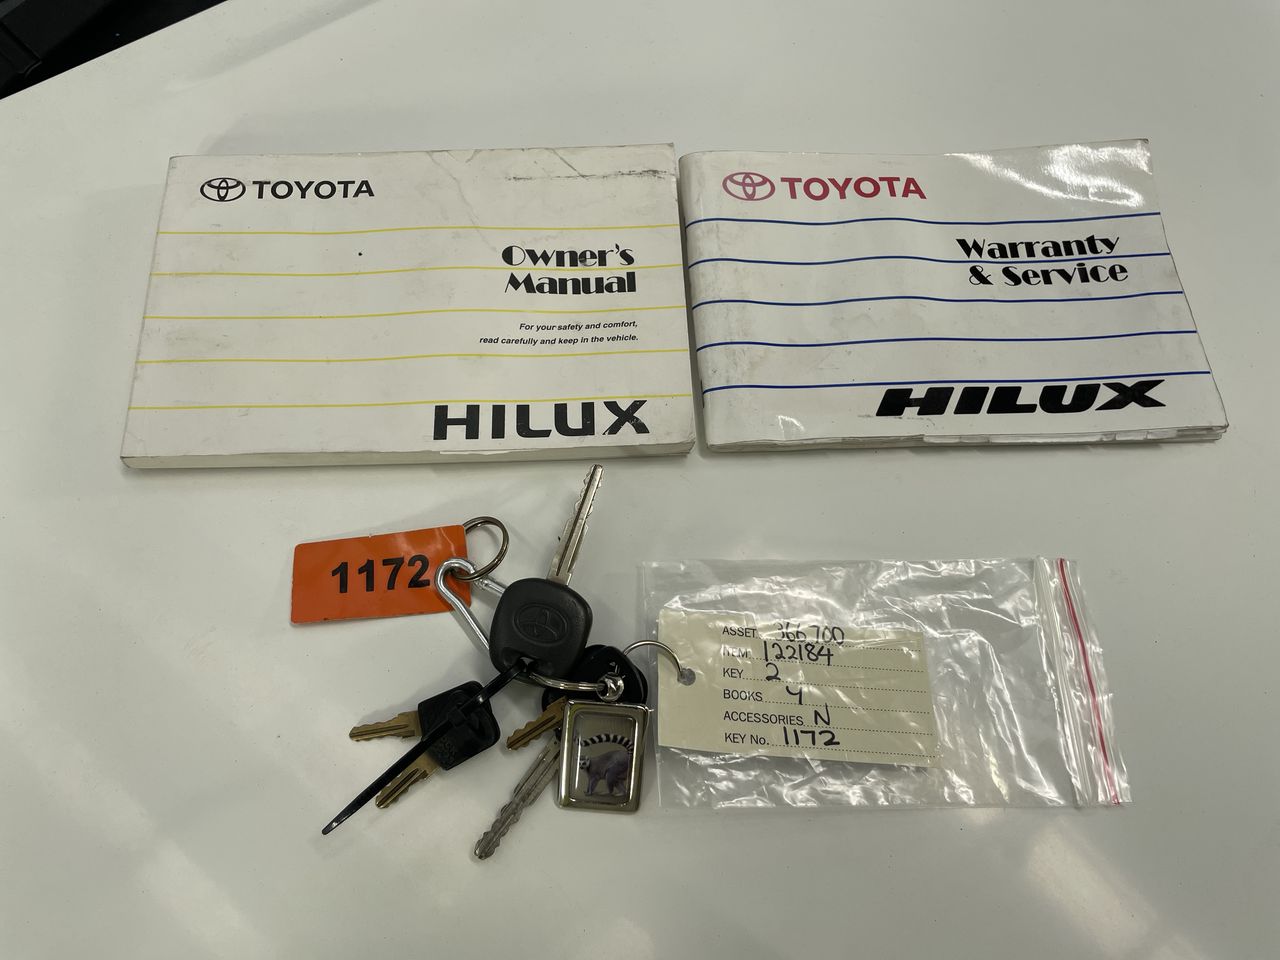 TOYOTA
Owner's
Manual
For your safety and comfort,
read carefully and keep in the vehicle.
HILUX
TOYOTA
Warranty
& Service
HILUX
1172
ASSET 366700
ITEM 122184
KEY 2
BOOKS Y
ACCESSORIES N
KEY No. 1172